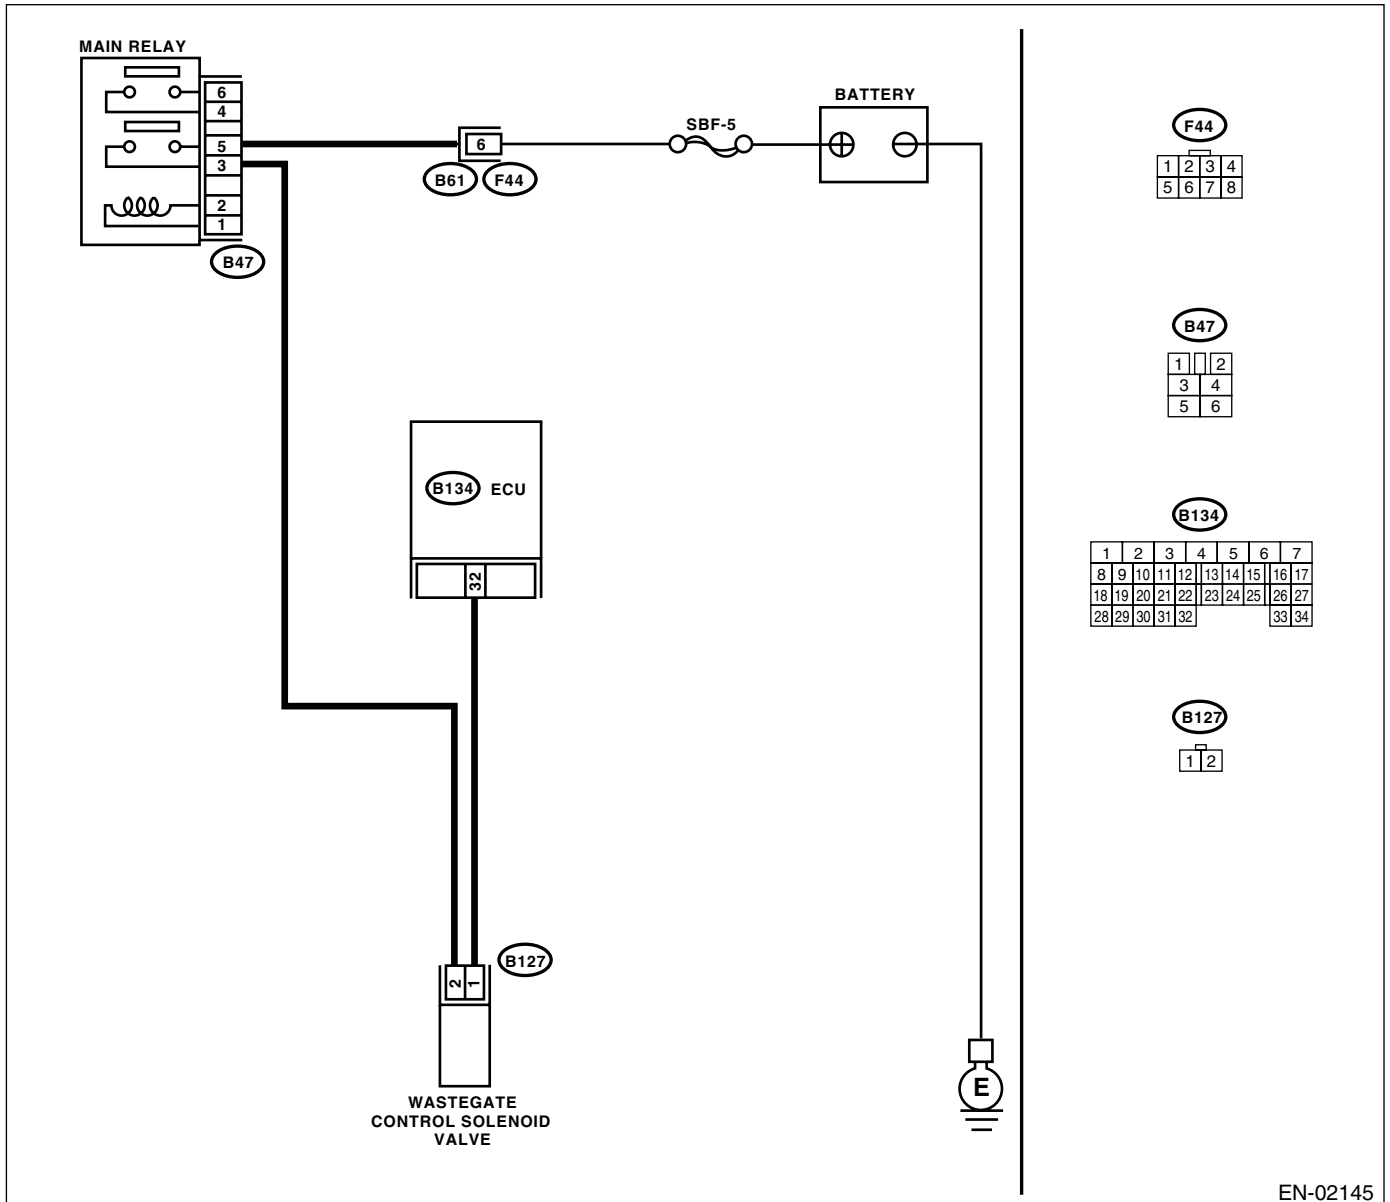 MAIN RELAY
6
4
5
3
2
1
B47
6
B61
F44
SBF-5
BATTERY
B134
ECU
32
B127
2
1
WASTEGATE
CONTROL SOLENOID
VALVE
E
F44
1 2 3 4
5 6 7 8
B47
1 2
3 4
5 6
B134
1 2 3 4 5 6 7
8 9 10 11 12 13 14 15 16 17
18 19 20 21 22 23 24 25 26 27
28 29 30 31 32 33 34
B127
1 2
EN-02145